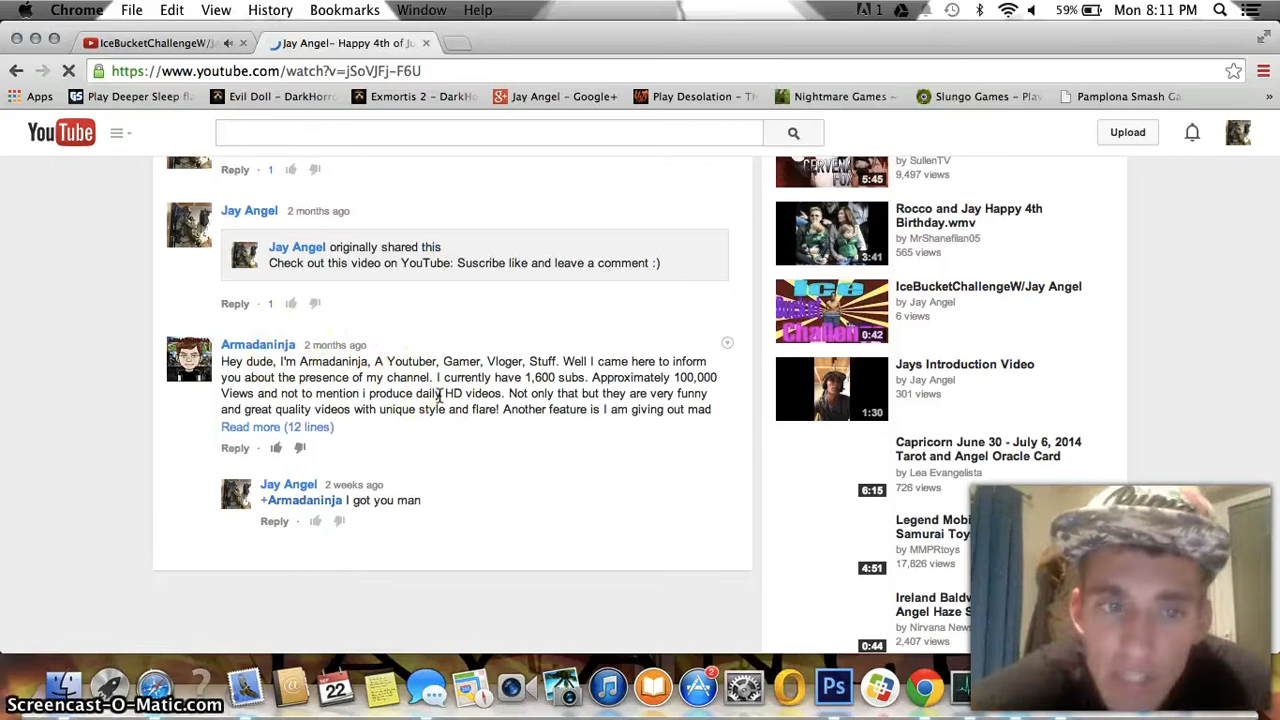 Chrome File Edit View History Bookmarks Window Help 1 59% Mon 8:11 PM
IceBucketChallengeW/J Jay Angel- Happy 4th of Ju
https://www.youtube.com/watch?v=jSoVJFj-F6U
Apps Play Deeper Sleep fl Evil Doll - DarkHorro Exmortis 2 - DarkHo Jay Angel - Google+ Play Desolation - Th Nightmare Games - Slungo Games - Play Pamplona Smash Ga »
YouTube Upload
Reply · 1
Jay Angel 2 months ago
Jay Angel originally shared this
Check out this video on YouTube: Suscribe like and leave a comment :)
Reply · 1
Armadaninja 2 months ago
Hey dude, I'm Armadaninja, A Youtuber, Gamer, Vloger, Stuff. Well I came here to inform
you about the presence of my channel. I currently have 1,600 subs. Approximately 100,000
Views and not to mention i produce daily HD videos. Not only that but they are very funny
and great quality videos with unique style and flare! Another feature is I am giving out mad
Read more (12 lines)
Reply ·
Jay Angel 2 weeks ago
+Armadaninja I got you man
Reply ·
CERVENA
FOX
5:45
by SullenTV
9,497 views
3:41
Rocco and Jay Happy 4th
Birthday.wmv
by MrShanefilan05
565 views
Ice
Bucket
Challenge
0:42
IceBucketChallengeW/Jay Angel
by Jay Angel
6 views
1:30
Jays Introduction Video
by Jay Angel
301 views
6:15
Capricorn June 30 - July 6, 2014
Tarot and Angel Oracle Card
by Lea Evangelista
726 views
4:51
Legend Mobi
Samurai Toy
by MMPRtoys
17,826 views
0:44
Ireland Baldw
Angel Haze S
by Nirvana News
2,407 views
SEP
22
2
Ps
Screencast-O-Matic.com